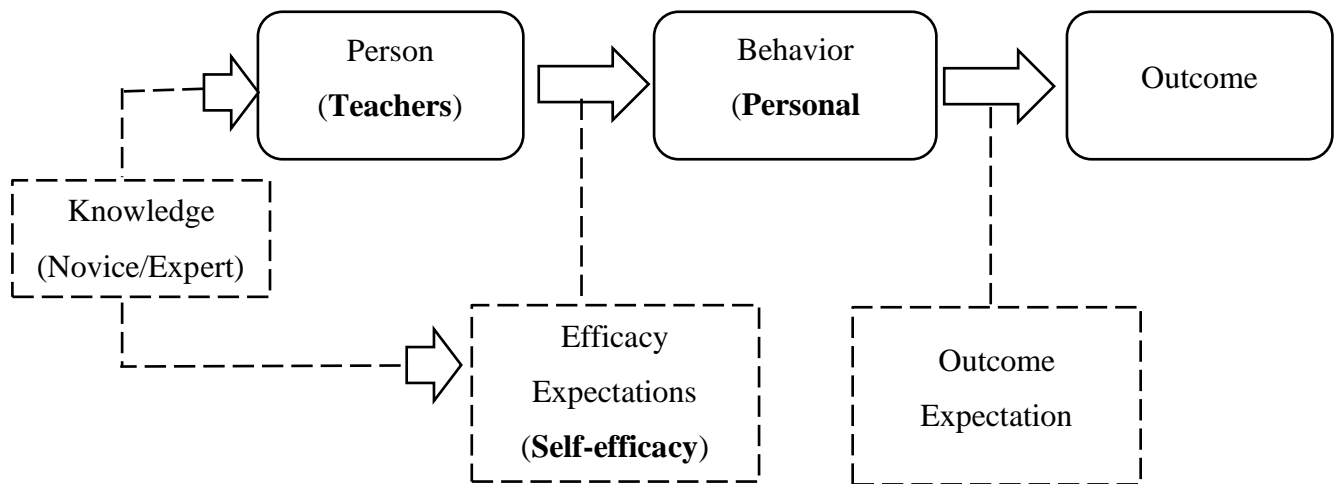 Person
(Teachers)
Behavior
(Personal
Outcome
Knowledge
(Novice/Expert)
Efficacy
Expectations
(Self-efficacy)
Outcome
Expectation